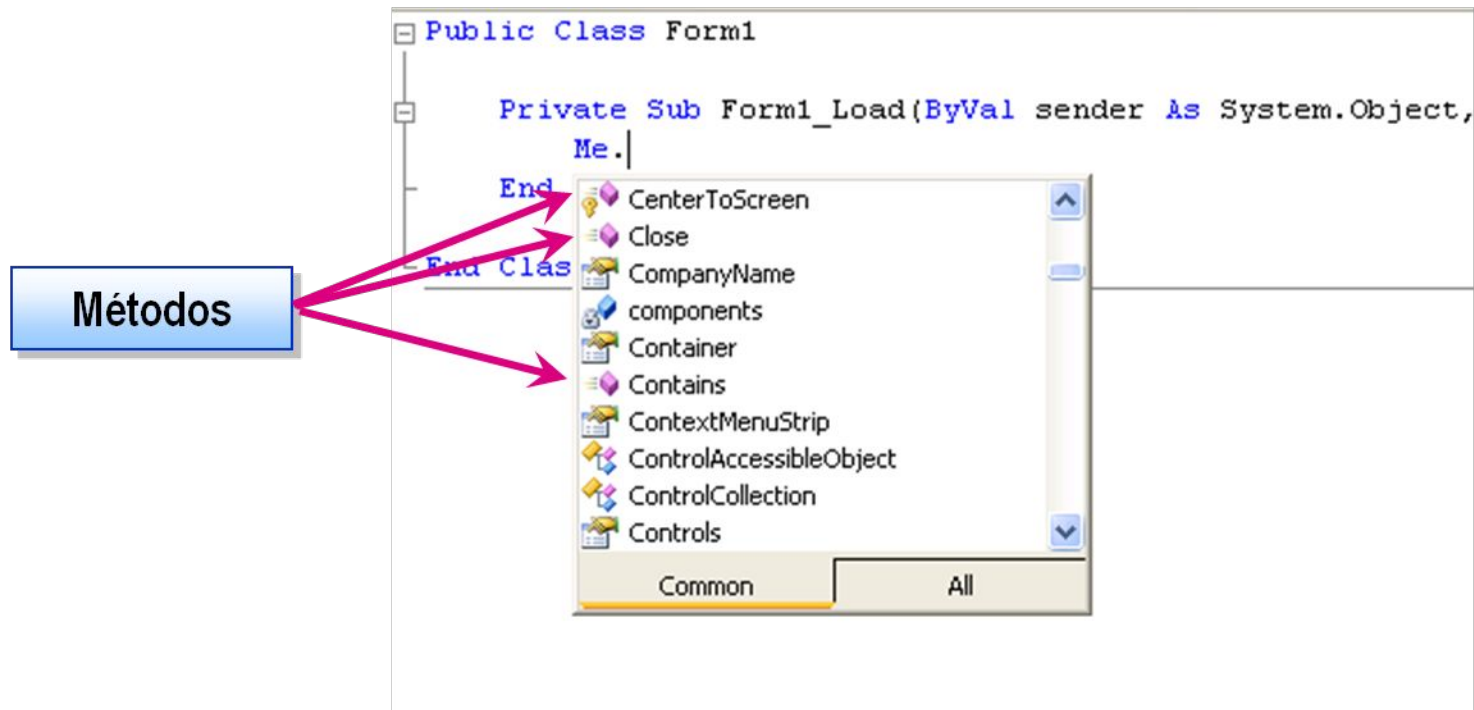 Public Class Form1
Private Sub Form1_Load(ByVal sender As System.Object,
Me.
End
CenterToScreen
Close
End Clas
CompanyName
Métodos
components
Container
Contains
ContextMenuStrip
ControlAccessibleObject
ControlCollection
Controls
Common All